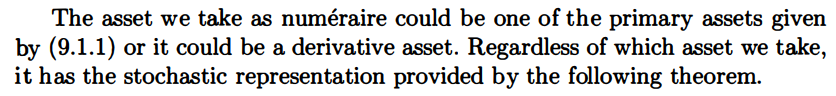 The asset we take as numéraire could be one of the primary assets given
by (9.1.1) or it could be a derivative asset. Regardless of which asset we take,
it has the stochastic representation provided by the following theorem.